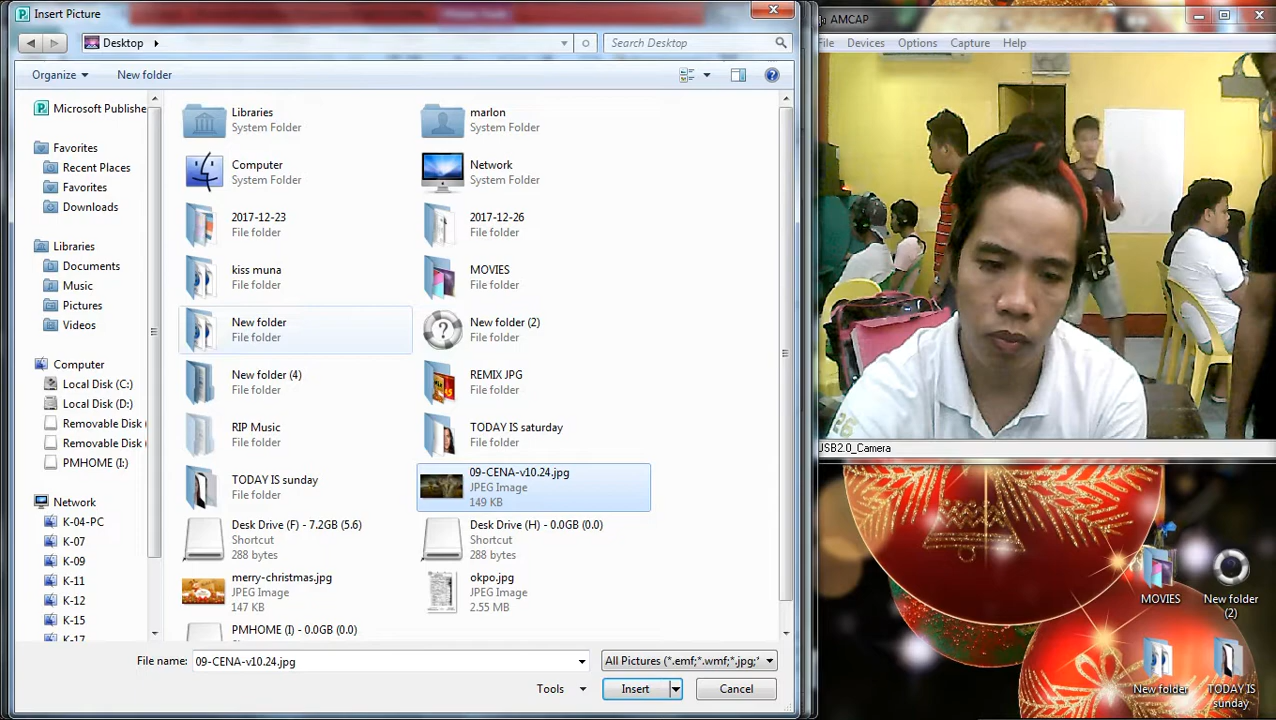 Insert Picture
Desktop
Search Desktop
Organize
New folder
Microsoft Publishe
Favorites
Recent Places
Favorites
Downloads
Libraries
Documents
Music
Pictures
Videos
Computer
Local Disk (C:)
Local Disk (D:)
Removable Disk
Removable Disk
PMHOME (I:)
Network
K-04-PC
K-07
K-09
K-11
K-12
K-15
K-17
Libraries
System Folder
marlon
System Folder
Computer
System Folder
Network
System Folder
2017-12-23
File folder
2017-12-26
File folder
kiss muna
File folder
MOVIES
File folder
New folder
File folder
New folder (2)
File folder
New folder (4)
File folder
REMIX JPG
File folder
RIP Music
File folder
TODAY IS saturday
File folder
TODAY IS sunday
File folder
09-CENA-v10.24.jpg
JPEG Image
149 KB
Desk Drive (F) - 7.2GB (5.6)
Shortcut
288 bytes
Desk Drive (H) - 0.0GB (0.0)
Shortcut
288 bytes
merry-christmas.jpg
JPEG Image
147 KB
okpo.jpg
JPEG Image
2.55 MB
PMHOME (I) - 0.0GB (0.0)
File name:
09-CENA-v10.24.jpg
All Pictures (*.emf;*.wmf;*.jpg;*
Tools
Insert
Cancel
AMCAP
File
Devices
Options
Capture
Help
USB2.0_Camera
MOVIES
New folder
(2)
New folder
TODAY IS
sunday